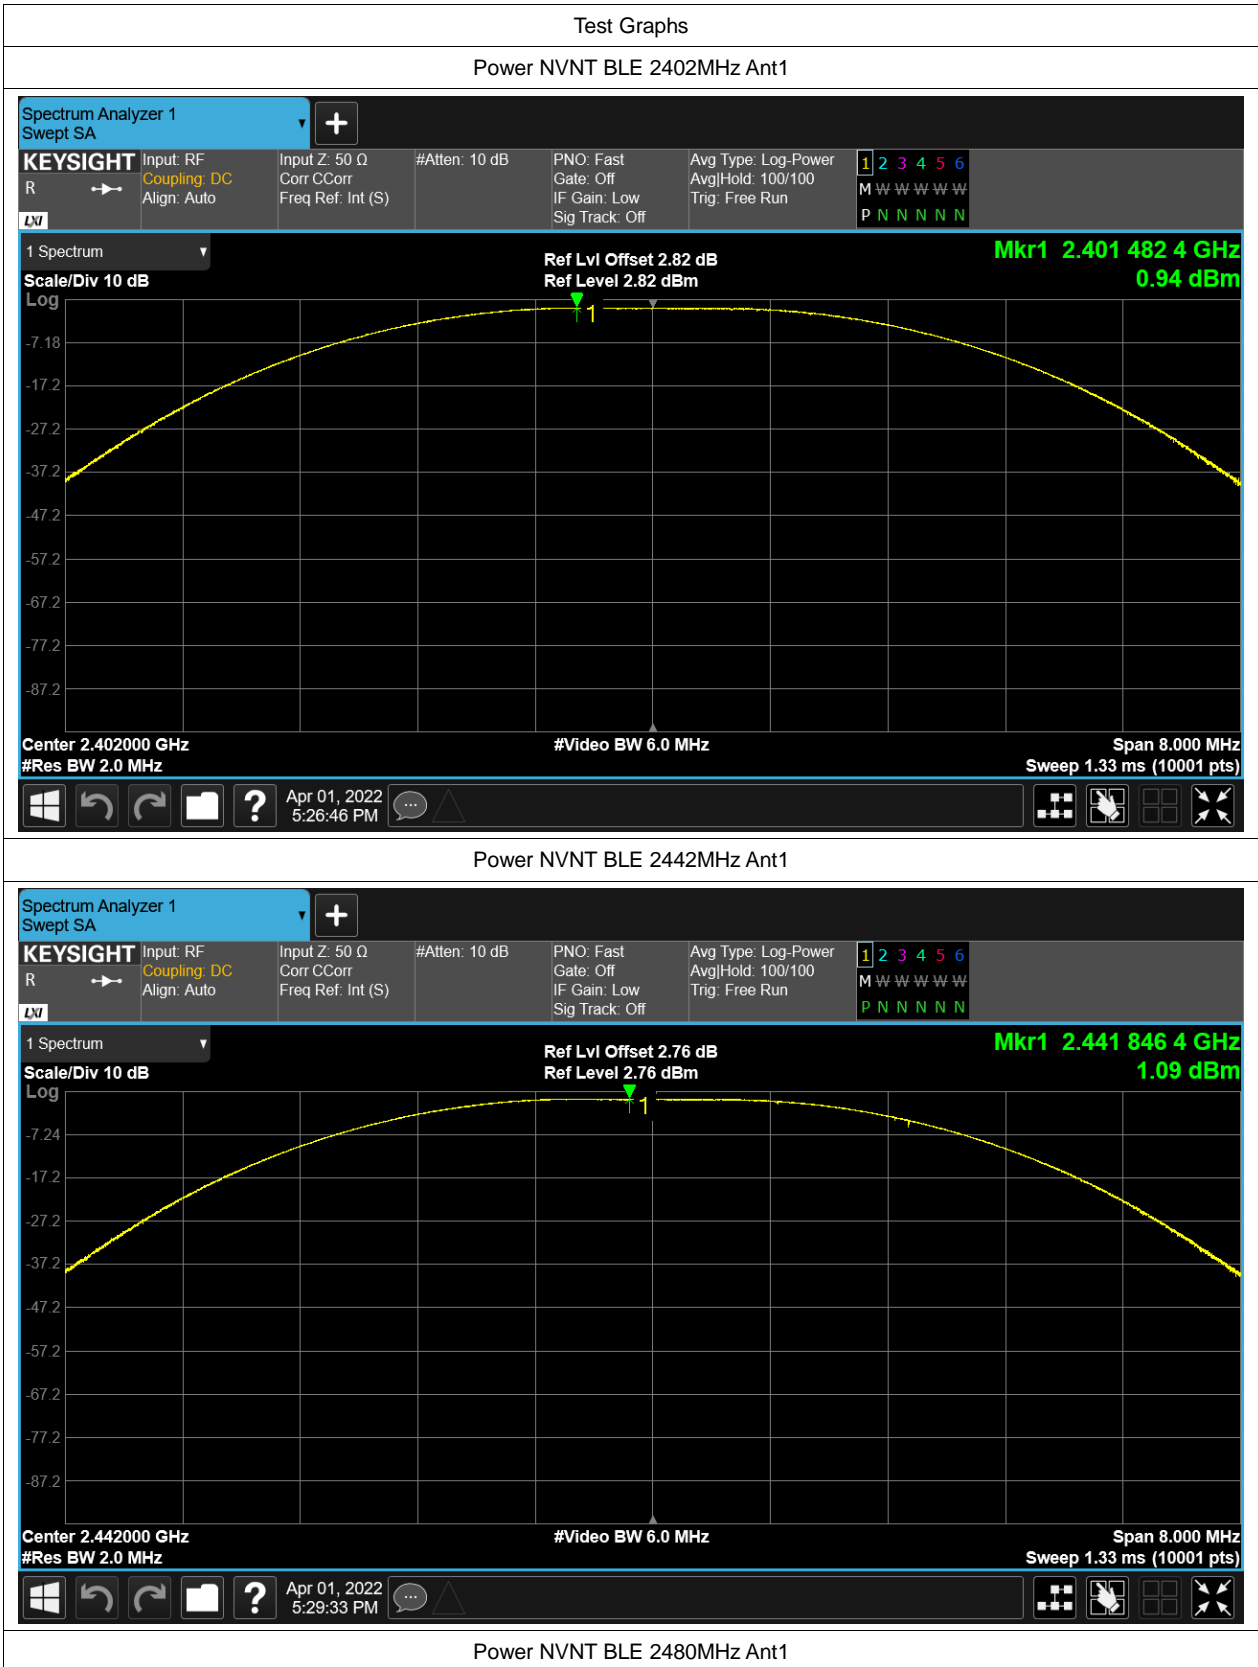 Test Graphs
Power NVNT BLE 2402MHz Ant1
Spectrum Analyzer 1
Swept SA
KEYSIGHT
R
LXI
Input: RF
Coupling: DC
Align: Auto
Input Z: 50 Ω
Corr CCorr
Freq Ref: Int (S)
#Atten: 10 dB
PNO: Fast
Gate: Off
IF Gain: Low
Sig Track: Off
Avg Type: Log-Power
Avg|Hold: 100/100
Trig: Free Run
1 2 3 4 5 6
M W W W W W
P N N N N N
1 Spectrum
Scale/Div 10 dB
Ref Lvl Offset 2.82 dB
Ref Level 2.82 dBm
Mkr1 2.401 482 4 GHz
0.94 dBm
Log
1
-7.18
-17.2
-27.2
-37.2
-47.2
-57.2
-67.2
-77.2
-87.2
Center 2.402000 GHz
#Video BW 6.0 MHz
Span 8.000 MHz
#Res BW 2.0 MHz
Sweep 1.33 ms (10001 pts)
?
Apr 01, 2022
5:26:46 PM
Power NVNT BLE 2442MHz Ant1
Spectrum Analyzer 1
Swept SA
KEYSIGHT
R
LXI
Input: RF
Coupling: DC
Align: Auto
Input Z: 50 Ω
Corr CCorr
Freq Ref: Int (S)
#Atten: 10 dB
PNO: Fast
Gate: Off
IF Gain: Low
Sig Track: Off
Avg Type: Log-Power
Avg|Hold: 100/100
Trig: Free Run
1 2 3 4 5 6
M W W W W W
P N N N N N
1 Spectrum
Scale/Div 10 dB
Ref Lvl Offset 2.76 dB
Ref Level 2.76 dBm
Mkr1 2.441 846 4 GHz
1.09 dBm
Log
1
-7.24
-17.2
-27.2
-37.2
-47.2
-57.2
-67.2
-77.2
-87.2
Center 2.442000 GHz
#Video BW 6.0 MHz
Span 8.000 MHz
#Res BW 2.0 MHz
Sweep 1.33 ms (10001 pts)
?
Apr 01, 2022
5:29:33 PM
Power NVNT BLE 2480MHz Ant1